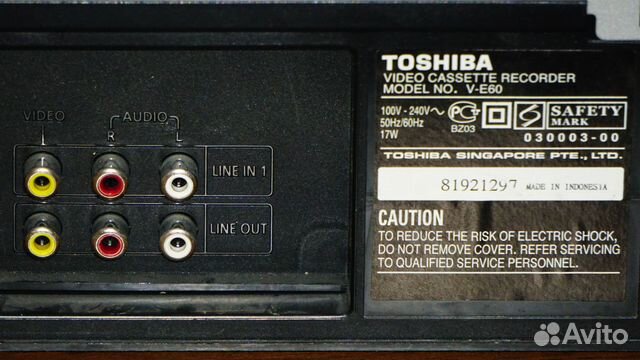 VIDEO
AUDIO
R
L
LINE IN 1
LINE OUT
TOSHIBA
VIDEO CASSETTE RECORDER
MODEL NO. V-E60
100V - 240V~
50Hz/60Hz
17W
PC
BZ03
SAFETY
MARK
030003-00
TOSHIBA SINGAPORE PTE., LTD.
81921297 MADE IN INDONESIA
CAUTION
TO REDUCE THE RISK OF ELECTRIC SHOCK,
DO NOT REMOVE COVER. REFER SERVICING
TO QUALIFIED SERVICE PERSONNEL.
Avito